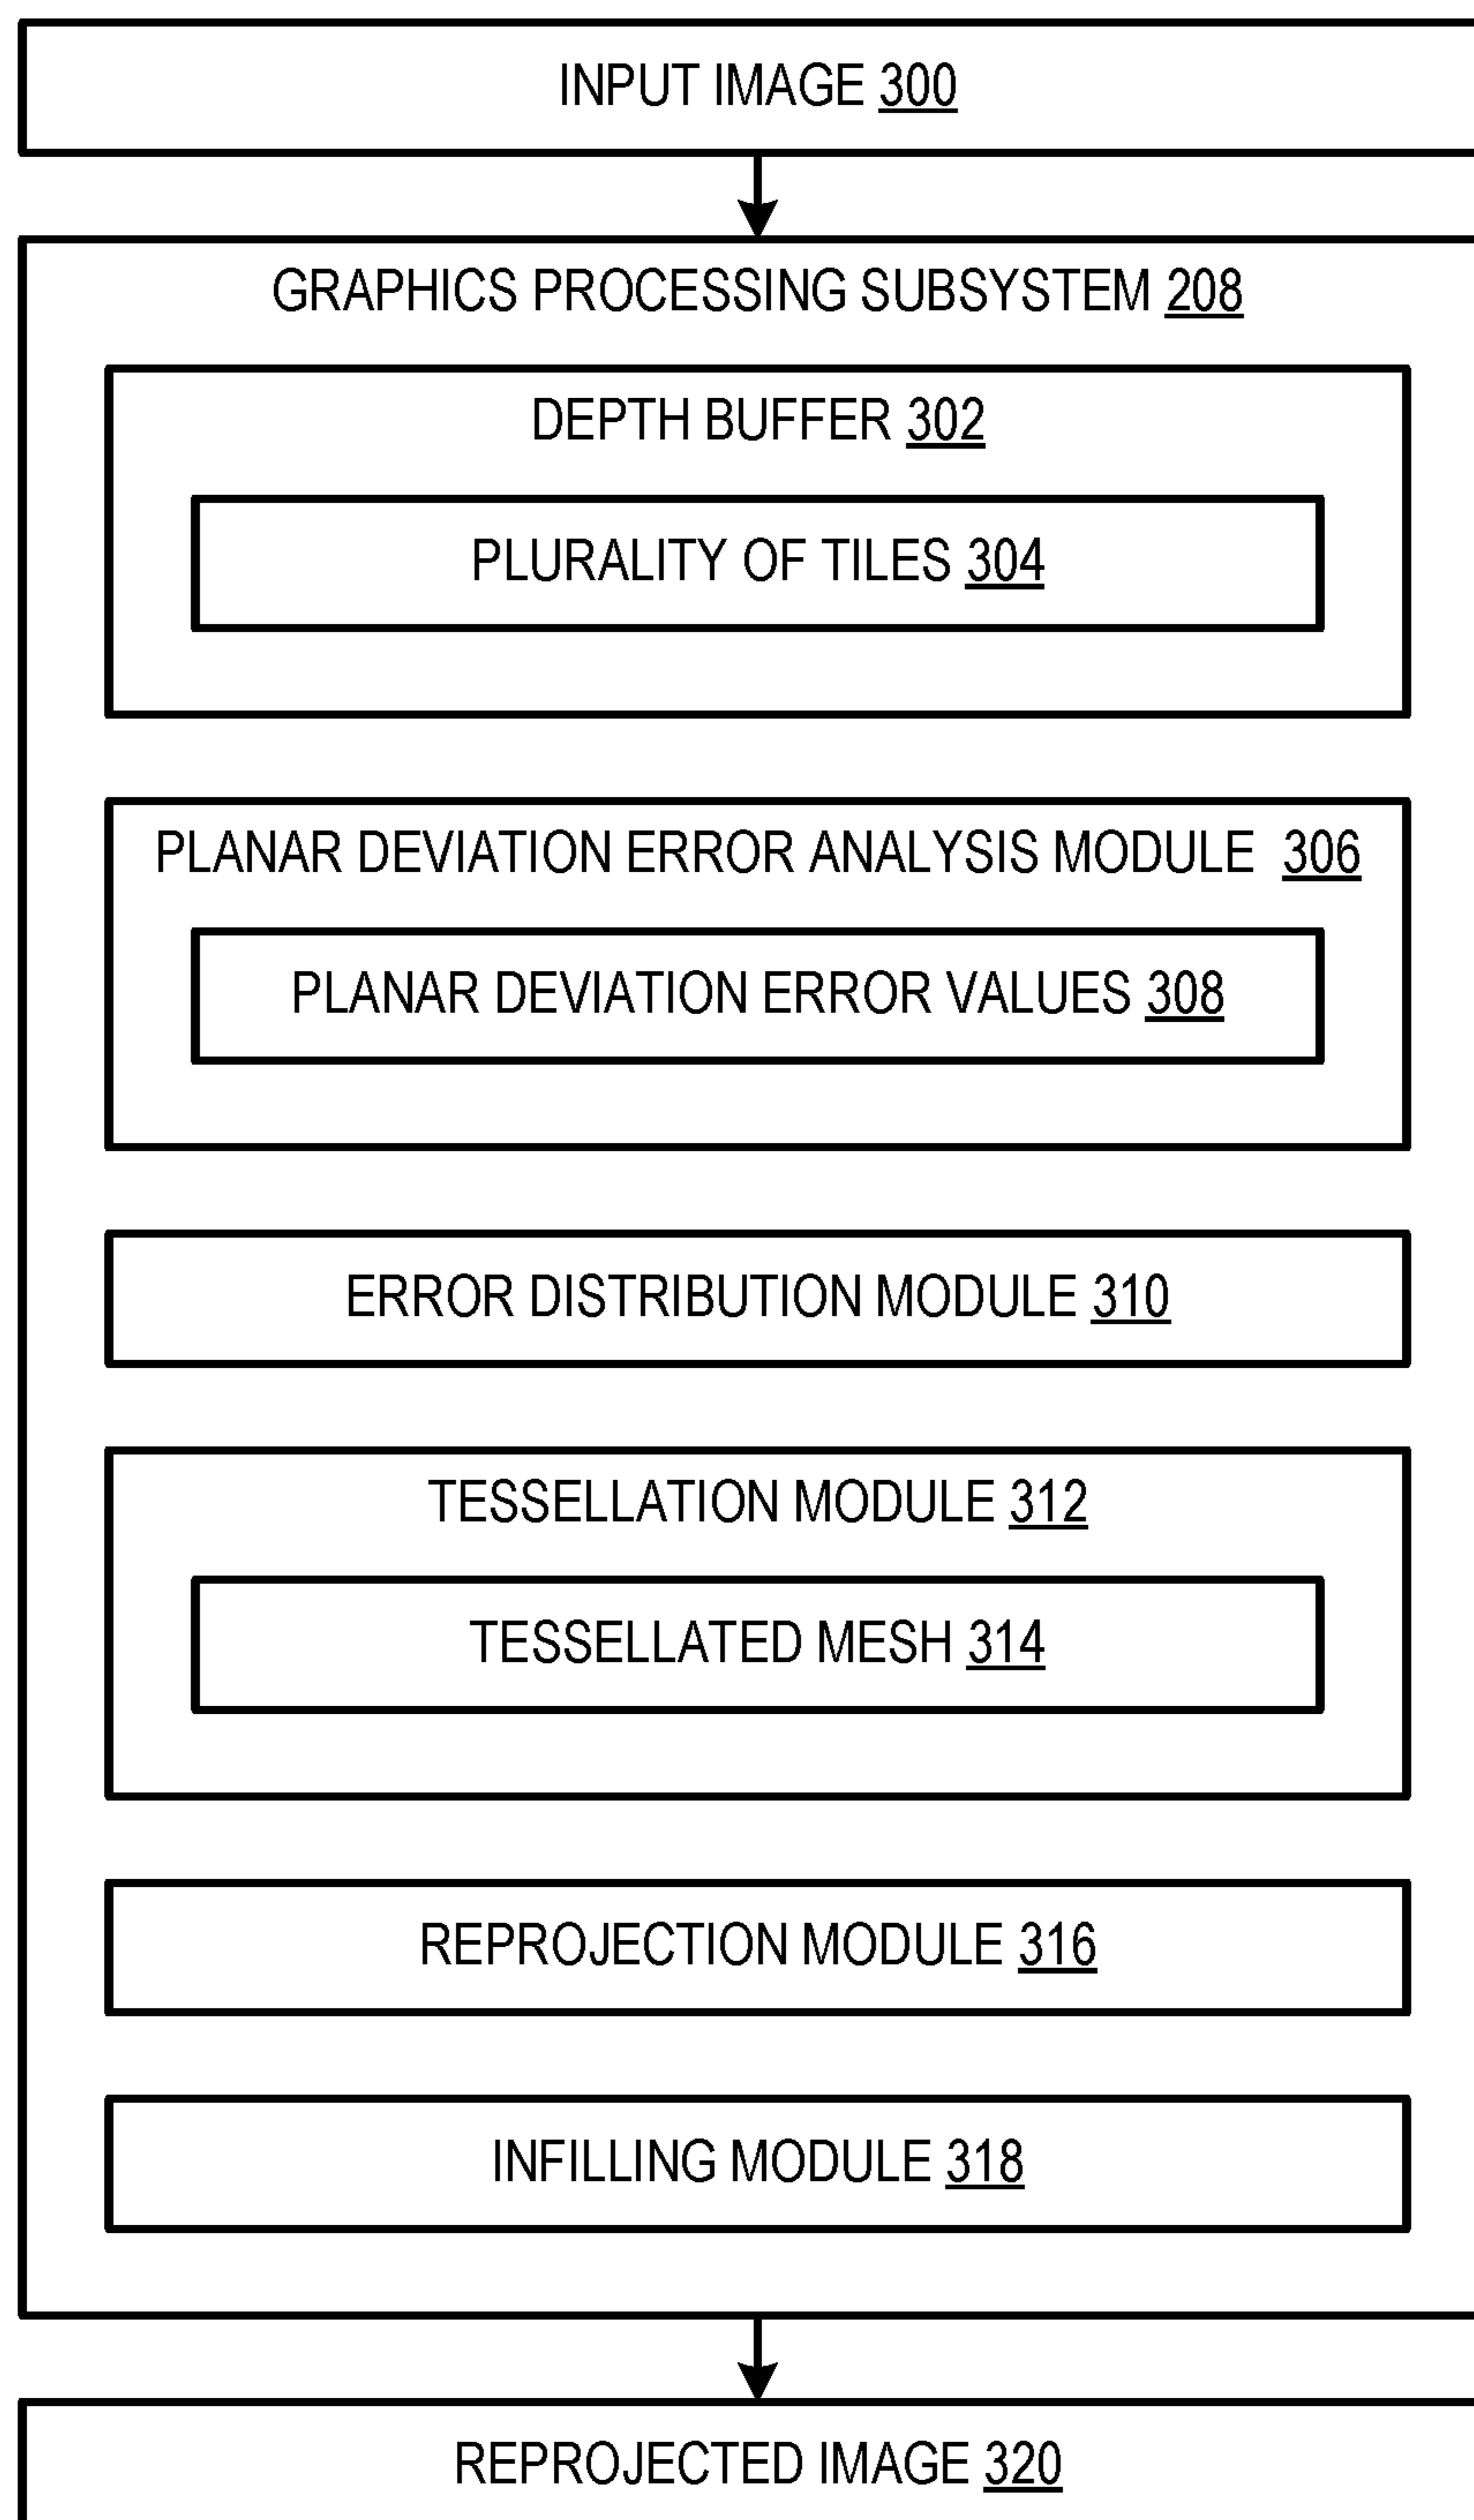 INPUT IMAGE 300
GRAPHICS PROCESSING SUBSYSTEM 208
DEPTH BUFFER 302
PLURALITY OF TILES 304
PLANAR DEVIATION ERROR ANALYSIS MODULE 306
PLANAR DEVIATION ERROR VALUES 308
ERROR DISTRIBUTION MODULE 310
TESSELLATION MODULE 312
TESSELLATED MESH 314
REPROJECTION MODULE 316
INFILLING MODULE 318
REPROJECTED IMAGE 320